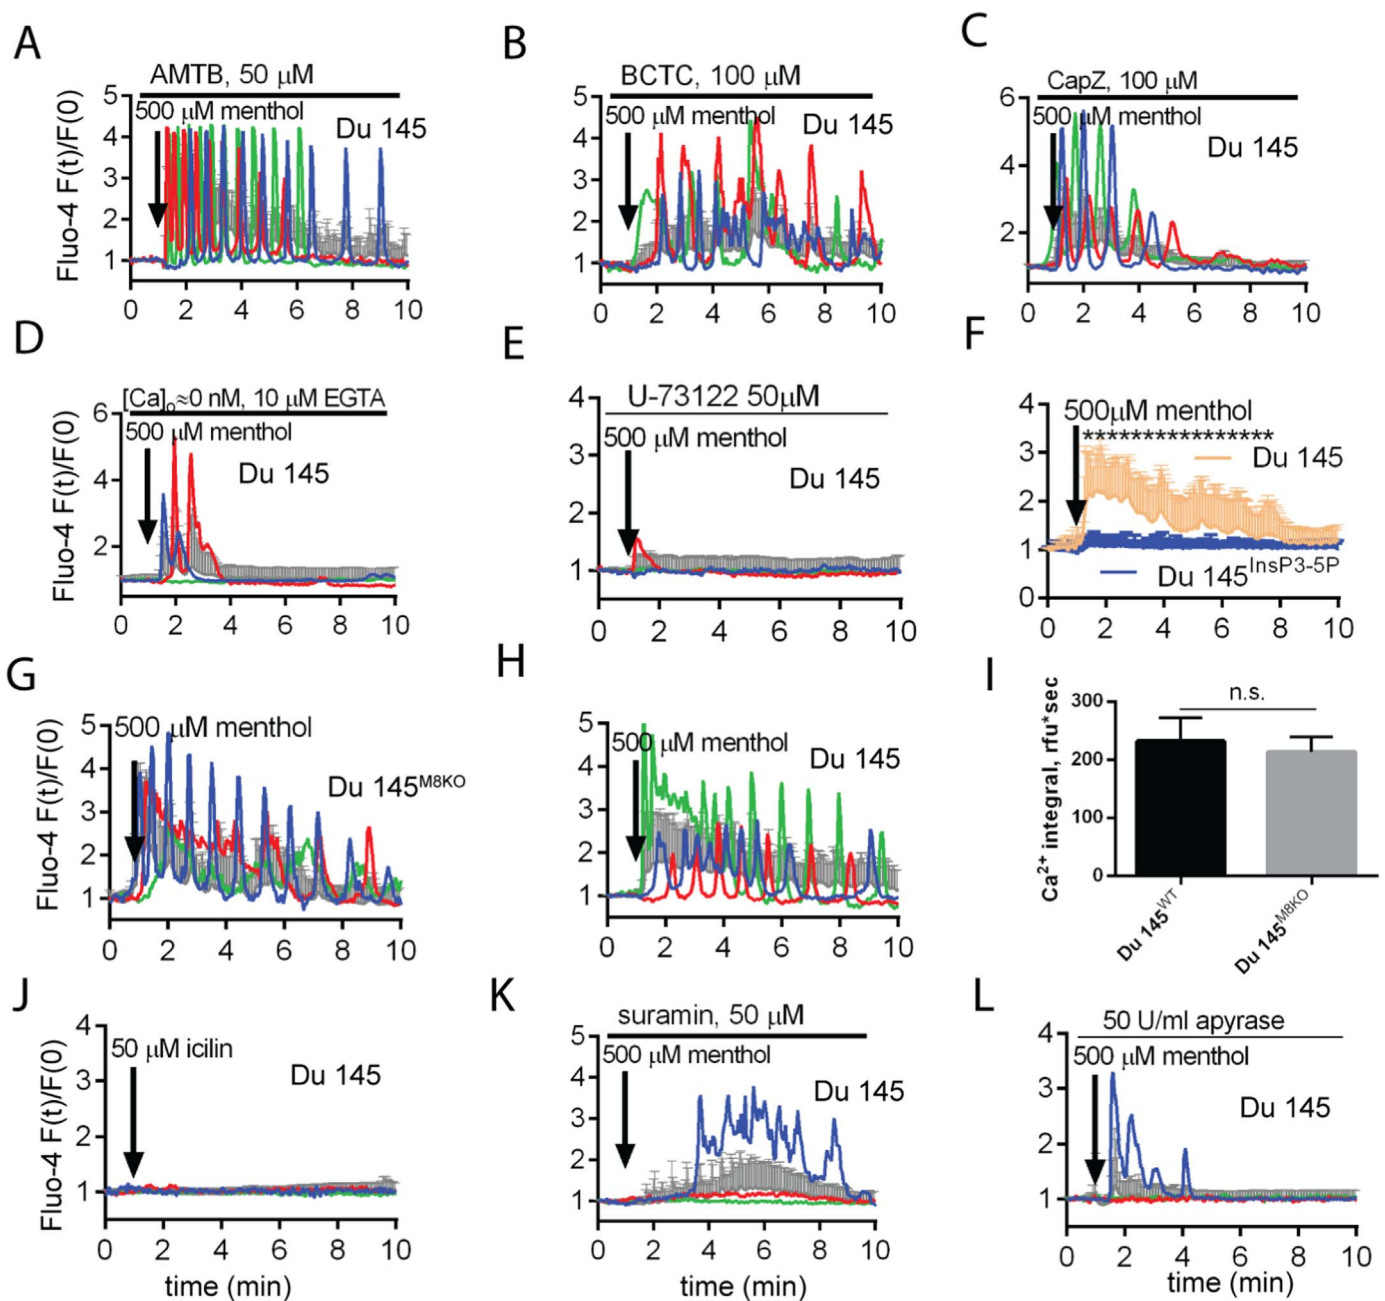 A
AMTB, 50 µM
500 µM menthol
Du 145
Fluo-4 F(t)/F(0)
5
4
3
2
1
0 2 4 6 8 10
B
BCTC, 100 µM
500 µM menthol
Du 145
5
4
3
2
1
0 2 4 6 8 10
C
CapZ, 100 µM
500 µM menthol
Du 145
6
4
2
0 2 4 6 8 10
D
[Ca]o≈0 nM, 10 µM EGTA
500 µM menthol
Du 145
Fluo-4 F(t)/F(0)
6
4
2
0 2 4 6 8 10
E
U-73122 50µM
500 µM menthol
Du 145
4
3
2
1
0 2 4 6 8 10
F
500µM menthol
****************
Du 145
Du 145InsP3-5P
4
3
2
1
0
0 2 4 6 8 10
G
500 µM menthol
Du 145M8KO
Fluo-4 F(t)/F(0)
5
4
3
2
1
0 2 4 6 8 10
H
500 µM menthol
Du 145
5
4
3
2
1
0 2 4 6 8 10
I
n.s.
Ca2+ integral, rfu*sec
300
200
100
0
Du 145WT
Du 145M8KO
J
50 µM icilin
Du 145
Fluo-4 F(t)/F(0)
4
3
2
1
0 2 4 6 8 10
time (min)
K
suramin, 50 µM
500 µM menthol
Du 145
5
4
3
2
1
0 2 4 6 8 10
time (min)
L
50 U/ml apyrase
500 µM menthol
Du 145
4
3
2
1
0 2 4 6 8 10
time (min)